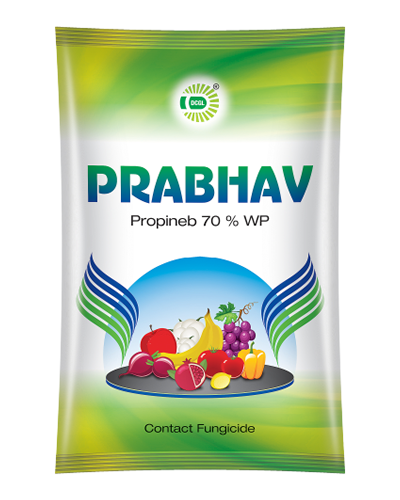 DCGL
®
PRABHAV
Propineb 70 % WP
Contact Fungicide